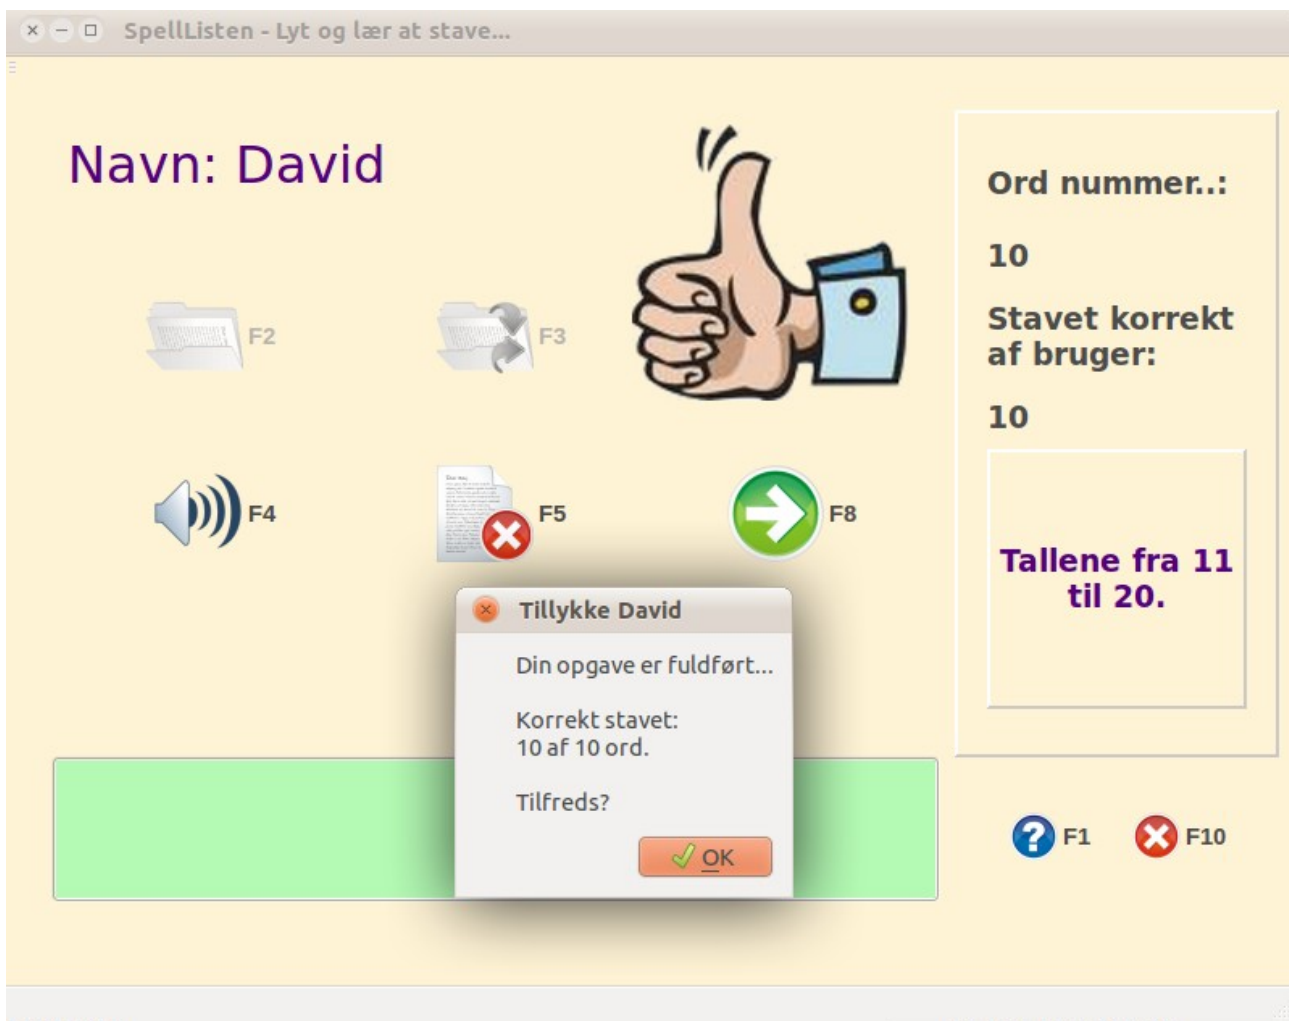 SpellListen - Lyt og lær at stave...
Navn: David
F2
F3
F4
F5
F8
Ord nummer..:
10
Stavet korrekt
af bruger:
10
Tallene fra 11
til 20.
Tillykke David
Din opgave er fuldført...
Korrekt stavet:
10 af 10 ord.
Tilfreds?
OK
F1
F10